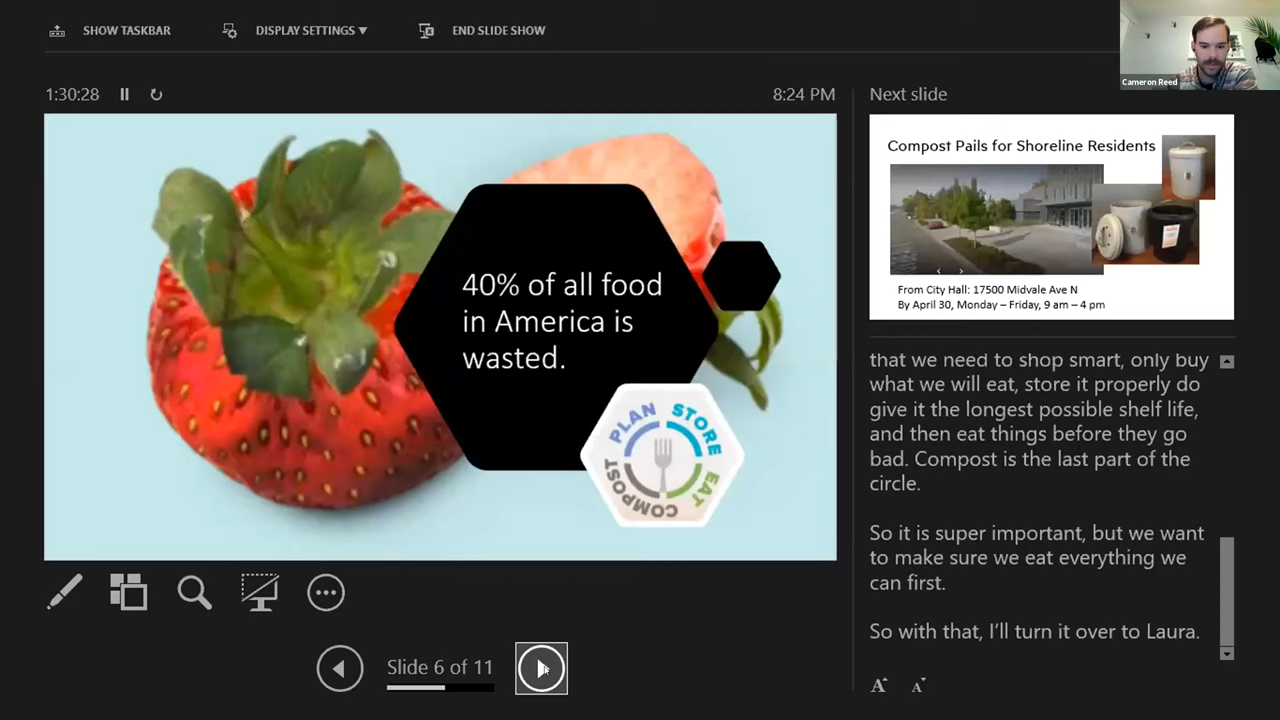 SHOW TASKBAR
DISPLAY SETTINGS ▼
END SLIDE SHOW
Cameron Reed
1:30:28
8:24 PM
Next slide
40% of all food
in America is
wasted.
PLAN STORE EAT COMPOST
Compost Pails for Shoreline Residents
From City Hall: 17500 Midvale Ave N
By April 30, Monday – Friday, 9 am – 4 pm
that we need to shop smart, only buy
what we will eat, store it properly do
give it the longest possible shelf life,
and then eat things before they go
bad. Compost is the last part of the
circle.
So it is super important, but we want
to make sure we eat everything we
can first.
So with that, I’ll turn it over to Laura.
Slide 6 of 11
A A